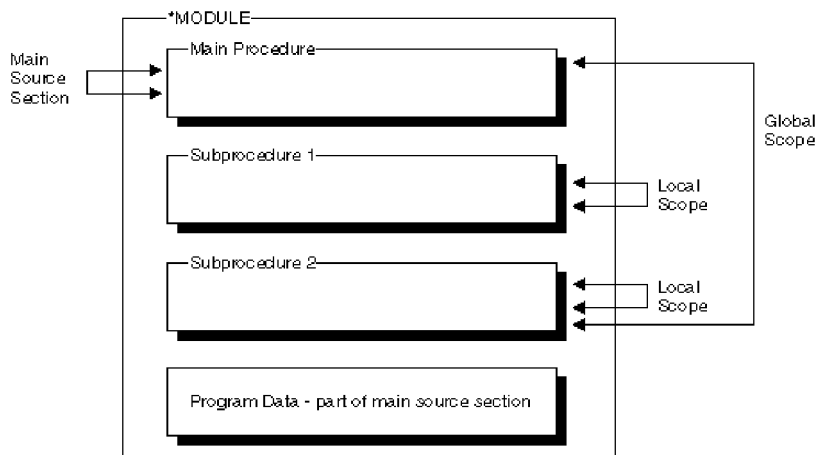 *MODULE
Main Procedure
Main
Source
Section
Global
Scope
Subprocedure 1
Local
Scope
Subprocedure 2
Local
Scope
Program Data - part of main source section